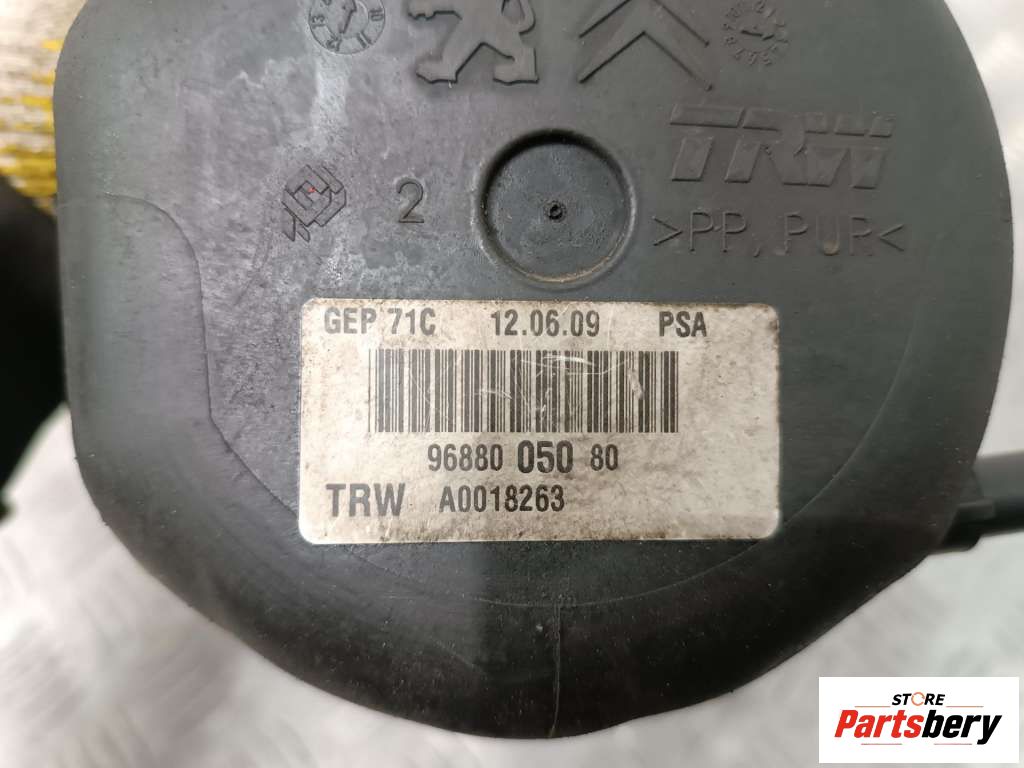 TRW
2
>PP, PUR<
GEP 71C 12.06.09 PSA
96880 050 80
TRW A0018263
STORE
Partsbery